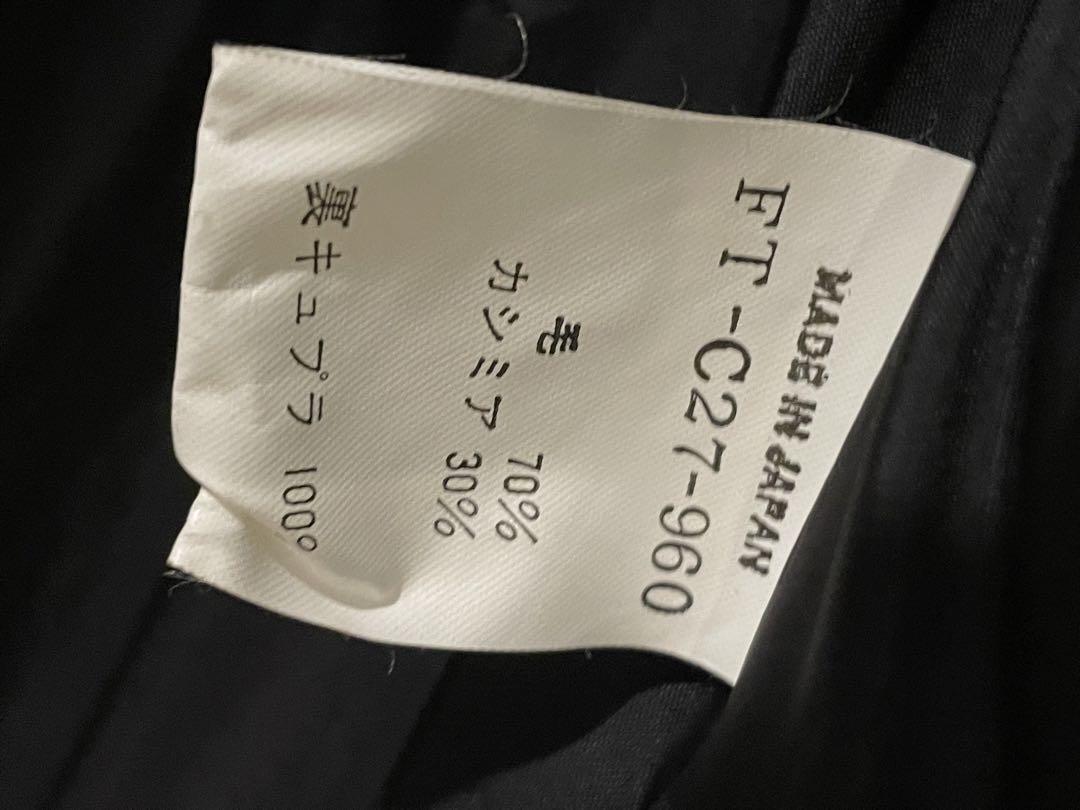 MADE IN JAPAN
FT-C27-960
毛 70%
カシミア 30%
裏キュプラ 100°